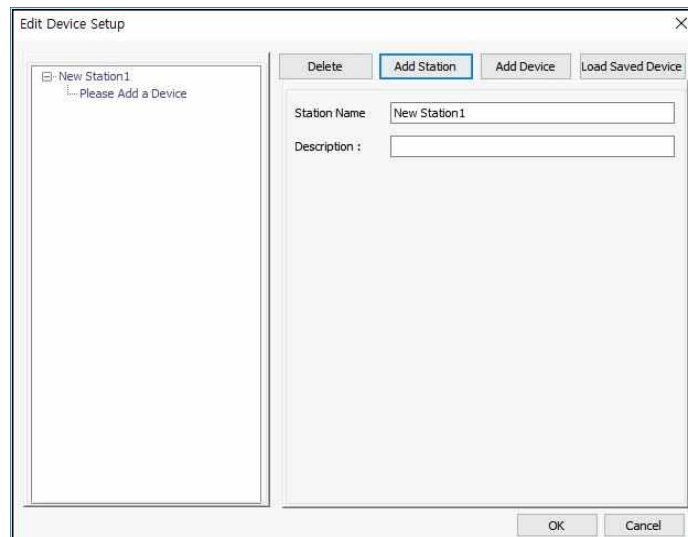 Edit Device Setup
New Station1
Please Add a Device
Delete
Add Station
Add Device
Load Saved Device
Station Name
New Station1
Description :
OK
Cancel